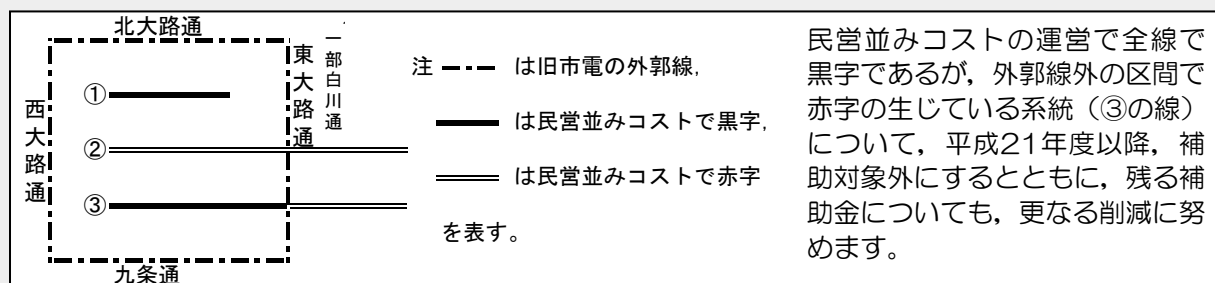 北大路通
西大路通
東大路通
一部白川通
①
②
③
九条通
注 は旧市電の外郭線，
は民営並みコストで黒字，
は民営並みコストで赤字
を表す。
民営並みコストの運営で全線で
黒字であるが，外郭線外の区間で
赤字の生じている系統（③の線）
について，平成21年度以降，補
助対象外にするとともに，残る補
助金についても，更なる削減に努
めます。